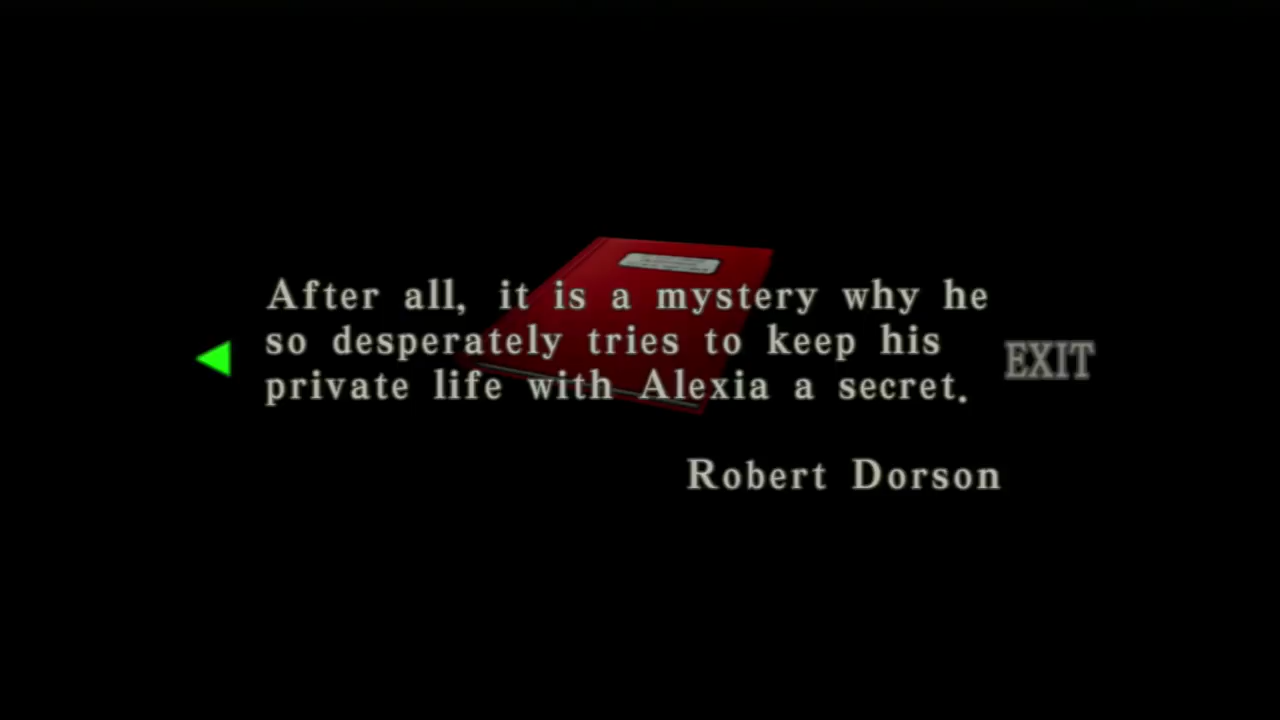 After all, it is a mystery why he
so desperately tries to keep his
private life with Alexia a secret.
EXIT
Robert Dorson